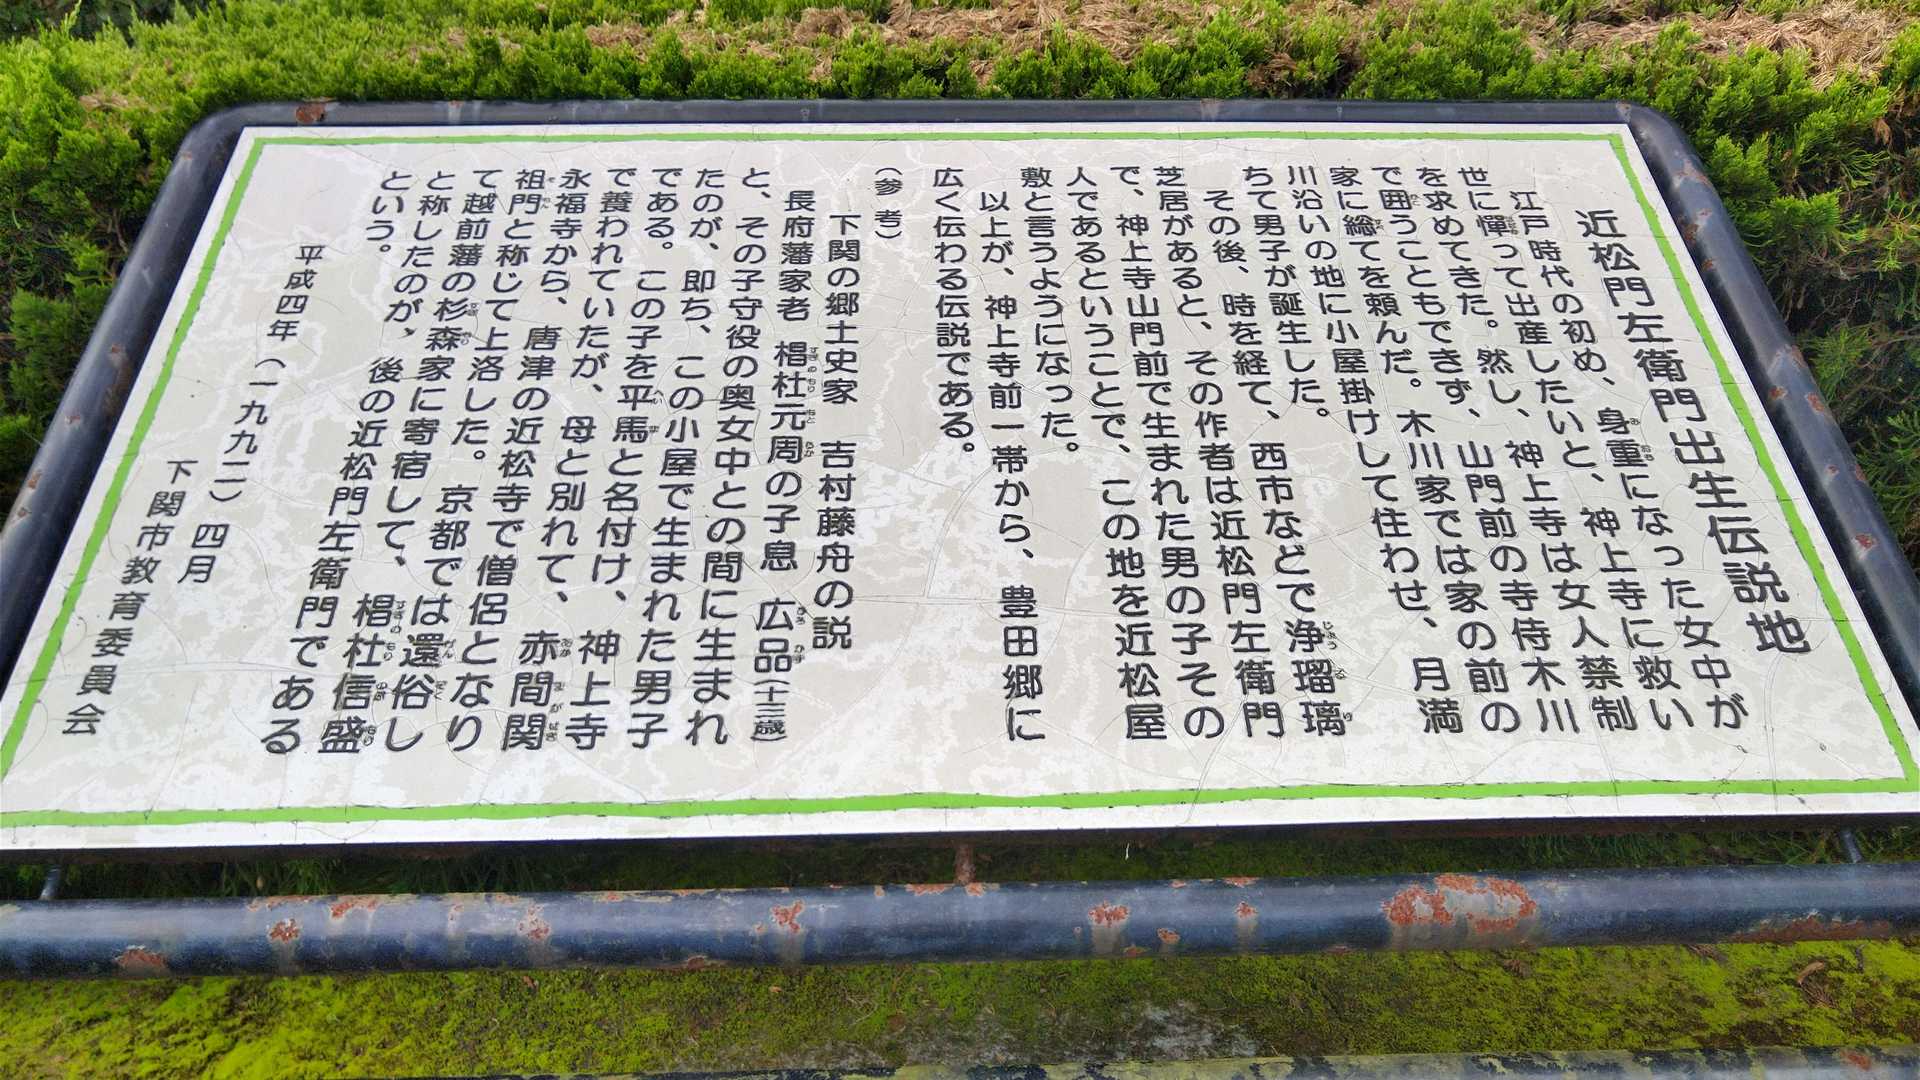 近松門左衛門出生伝説地
江戸時代の初め、身重になった女中が
世に憚って出産したいと、神上寺に救い
を求めてきた。然し、神上寺は女人禁制
で囲うこともできず、山門前の寺侍木川
家に総てを頼んだ。木川家では家の前の
川沿いの地に小屋掛けして住わせ、月満
ちて男子が誕生した。
その後、時を経て、西市などで浄瑠璃
芝居があると、その作者は近松門左衛門
で、神上寺山門前で生まれた男の子その
人であるということで、この地を近松屋
敷と言うようになった。
以上が、神上寺前一帯から、豊田郷に
広く伝わる伝説である。
（参考）
下関の郷土史家 吉村藤舟の説
長府藩家老 椙杜元周の子息 広品（十三歳）
と、その子守役の奥女中との間に生まれ
たのが、即ち、この小屋で生まれた男子
である。この子を平馬と名付け、神上寺
で養われていたが、母と別れて、赤間関
永福寺から、唐津の近松寺で僧侶となり
祖門と称じて上洛した。京都では還俗し
て越前藩の杉森家に寄宿して、椙杜信盛
と称したのが、後の近松門左衛門である
という。
平成四年（一九九二）四月
下関市教育委員会